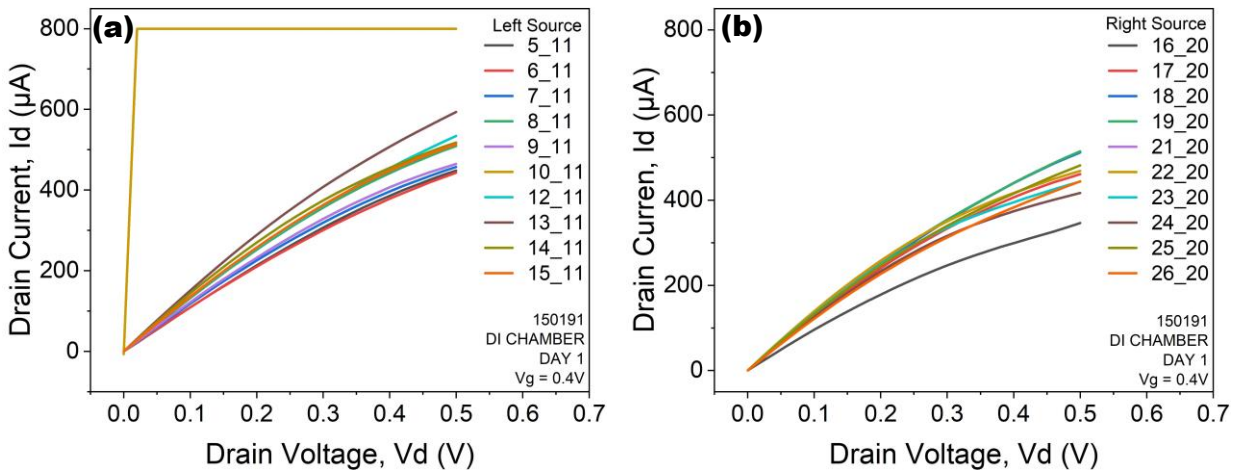 (a)
Left Source
5_11
6_11
7_11
8_11
9_11
10_11
12_11
13_11
14_11
15_11
150191
DI CHAMBER
DAY 1
Vg = 0.4V
800
600
400
200
0
Drain Current, Id (µA)
0.0 0.1 0.2 0.3 0.4 0.5 0.6 0.7
Drain Voltage, Vd (V)
(b)
Right Source
16_20
17_20
18_20
19_20
21_20
22_20
23_20
24_20
25_20
26_20
150191
DI CHAMBER
DAY 1
Vg = 0.4V
800
600
400
200
0
Drain Curren, Id (µA)
0.0 0.1 0.2 0.3 0.4 0.5 0.6 0.7
Drain Voltage, Vd (V)